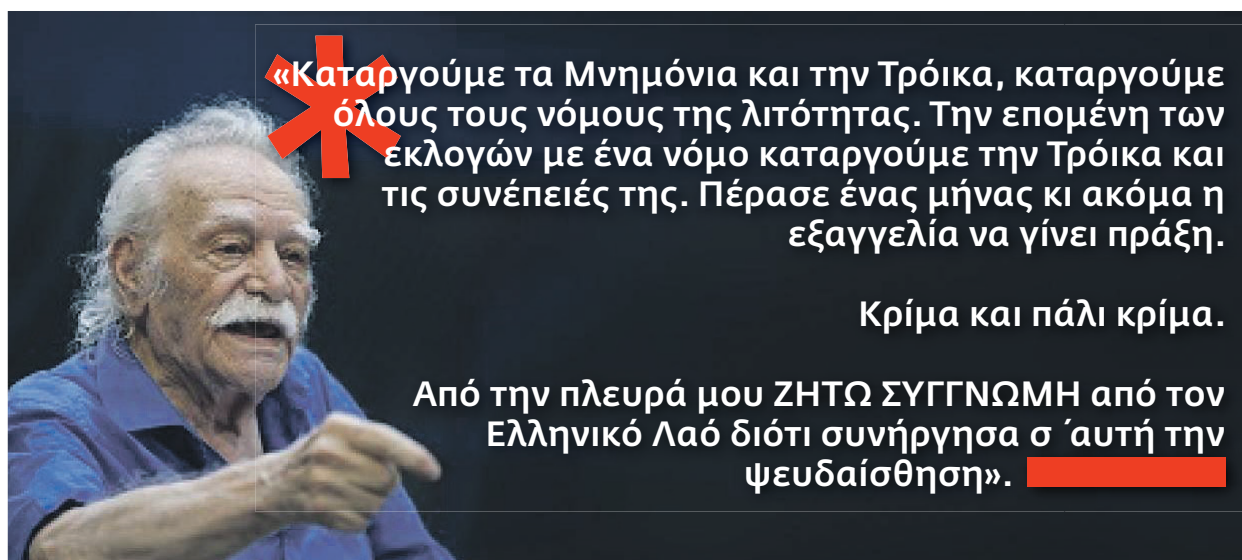 «Καταργούμε τα Μνημόνια και την Τρόικα, καταργούμε
όλους τους νόμους της λιτότητας. Την επομένη των
εκλογών με ένα νόμο καταργούμε την Τρόικα και
τις συνέπειές της. Πέρασε ένας μήνας κι ακόμα η
εξαγγελία να γίνει πράξη.
Κρίμα και πάλι κρίμα.
Από την πλευρά μου ΖΗΤΩ ΣΥΓΓΝΩΜΗ από τον
Ελληνικό Λαό διότι συνήργησα σ ΄αυτή την
ψευδαίσθηση».